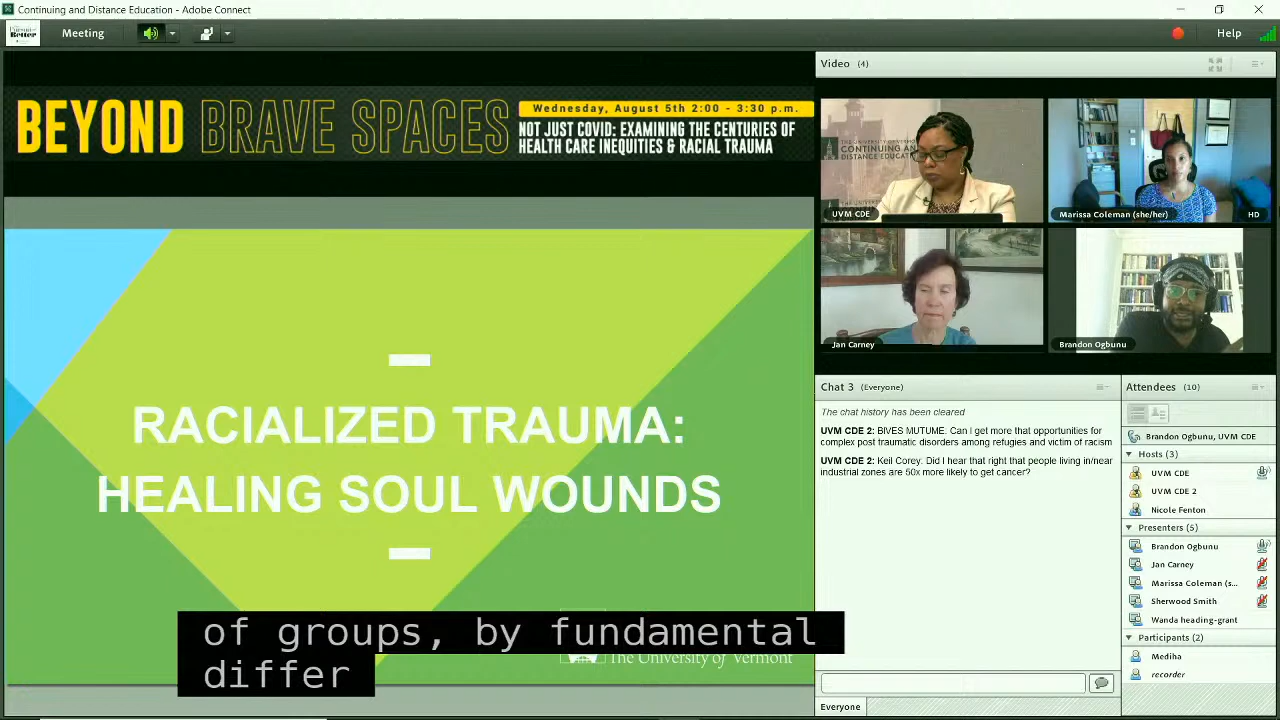 Continuing and Distance Education - Adobe Connect
Meeting
Help
BEYOND BRAVE SPACES
Wednesday, August 5th 2:00 - 3:30 p.m.
NOT JUST COVID: EXAMINING THE CENTURIES OF
HEALTH CARE INEQUITIES & RACIAL TRAUMA
RACIALIZED TRAUMA:
HEALING SOUL WOUNDS
The University of Vermont
of groups, by fundamental
differ
Video (4)
CONTINUING AND
DISTANCE EDUCATION
UVM CDE
Marissa Coleman (she/her)
HD
Jan Carney
Brandon Ogbunu
Chat 3 (Everyone)
The chat history has been cleared
UVM CDE 2: BIVES MUTUME. Can I get more that opportunities for
complex post traumatic disorders among refugies and victim of racism
UVM CDE 2: Keil Corey: Did I hear that right that people living in/near
industrial zones are 50x more likely to get cancer?
Everyone
Attendees (10)
Brandon Ogbunu, UVM CDE
Hosts (3)
UVM CDE
UVM CDE 2
Nicole Fenton
Presenters (5)
Brandon Ogbunu
Jan Carney
Marissa Coleman (s...
Sherwood Smith
Wanda heading-grant
Participants (2)
Mediha
recorder